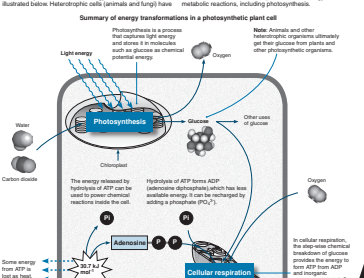 illustrated below. Heterotrophic cells (animals and fungi) have
metabolic reactions, including photosynthesis.
Summary of energy transformations in a photosynthetic plant cell
Photosynthesis is a process
that captures light energy
and stores it in molecules
such as glucose as chemical
potential energy.
Note: Animals and other
heterotrophic organisms ultimately
get their glucose from plants and
other photosynthetic organisms.
Light energy
Oxygen
Photosynthesis
Glucose
Other uses
of glucose
Water
Carbon dioxide
Chloroplast
The energy released by
hydrolysis of ATP can be
used to power chemical
reactions inside the cell.
Hydrolysis of ATP forms ADP
(adenosine diphosphate),which has less
available energy. It can be recharged by
adding a phosphate (PO₄³⁻).
Oxygen
Pi
Pi
Adenosine
P
P
Some energy
from ATP is
lost as heat.
30.7 kJ
mol⁻¹
Cellular respiration
In cellular respiration,
the step-wise chemical
breakdown of glucose
provides the energy to
form ATP from ADP
and inorganic